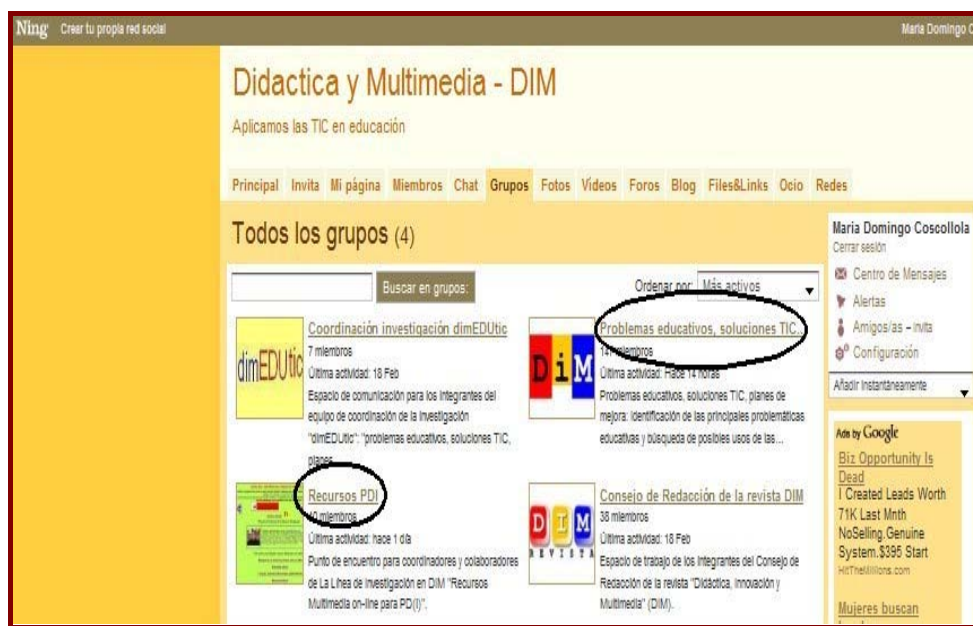 Ning Crear tu propia red social
Maria Domingo C
Didactica y Multimedia - DIM
Aplicamos las TIC en educación
Principal Invita Mi página Miembros Chat Grupos Fotos Vídeos Foros Blog Files&Links Ocio Redes
Todos los grupos (4)
Buscar en grupos:
Ordenar por: Más activos
dimEDUtic
Coordinación investigación dimEDUtic
7 miembros
Última actividad: 18 Feb
Espacio de comunicación para los integrantes del
equipo de coordinación de la investigación
"dimEDUtic": "problemas educativos, soluciones TIC,
planes
DiM
Problemas educativos, soluciones TIC...
miembros
Última actividad: Hace 14 horas
Problemas educativos, soluciones TIC, planes de
mejora: identificación de las principales problemáticas
educativas y búsqueda de posibles usos de las...
Recursos PDI
miembros
Última actividad: hace 1 día
Punto de encuentro para coordinadores y colaboradores
de La Línea de Investigación en DIM "Recursos
Multimedia on-line para PD(I)".
DIM
REVISTA
Consejo de Redacción de la revista DIM
38 miembros
Última actividad: 18 Feb
Espacio de trabajo de los integrantes del Consejo de
Redacción de la revista "Didáctica, Innovación y
Multimedia" (DIM).
Maria Domingo Coscollola
Cerrar sesión
Centro de Mensajes
Alertas
Amigos/as - Invita
Configuración
Añadir Instantáneamente
Ads by Google
Biz Opportunity Is
Dead
I Created Leads Worth
71K Last Mnth
NoSelling.Genuine
System.$395 Start
HitTheMillions.com
Mujeres buscan